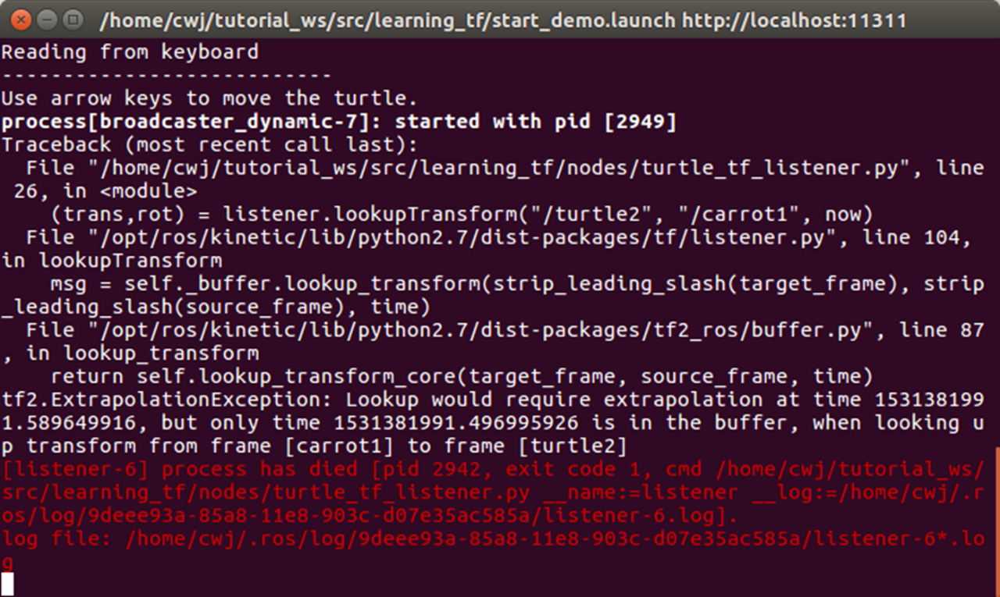 /home/cwj/tutorial_ws/src/learning_tf/start_demo.launch http://localhost:11311
Reading from keyboard
---------------------------
Use arrow keys to move the turtle.
process[broadcaster_dynamic-7]: started with pid [2949]
Traceback (most recent call last):
  File "/home/cwj/tutorial_ws/src/learning_tf/nodes/turtle_tf_listener.py", line
 26, in <module>
    (trans,rot) = listener.lookupTransform("/turtle2", "/carrot1", now)
  File "/opt/ros/kinetic/lib/python2.7/dist-packages/tf/listener.py", line 104,
in lookupTransform
    msg = self._buffer.lookup_transform(strip_leading_slash(target_frame), strip
_leading_slash(source_frame), time)
  File "/opt/ros/kinetic/lib/python2.7/dist-packages/tf2_ros/buffer.py", line 87
, in lookup_transform
    return self.lookup_transform_core(target_frame, source_frame, time)
tf2.ExtrapolationException: Lookup would require extrapolation at time 153138199
1.589649916, but only time 1531381991.496995926 is in the buffer, when looking u
p transform from frame [carrot1] to frame [turtle2]
[listener-6] process has died [pid 2942, exit code 1, cmd /home/cwj/tutorial_ws/
src/learning_tf/nodes/turtle_tf_listener.py __name:=listener __log:=/home/cwj/.r
os/log/9deee93a-85a8-11e8-903c-d07e35ac585a/listener-6.log].
log file: /home/cwj/.ros/log/9deee93a-85a8-11e8-903c-d07e35ac585a/listener-6*.lo
g